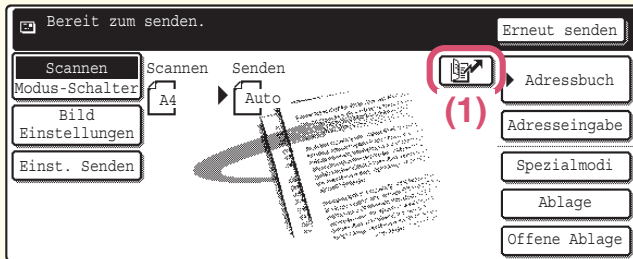 Bereit zum senden.
Erneut senden
Scannen
Modus-Schalter
Scannen
Senden
A4
Auto
(1)
Adressbuch
Bild
Einstellungen
Adresseingabe
Einst. Senden
Spezialmodi
Ablage
Offene Ablage